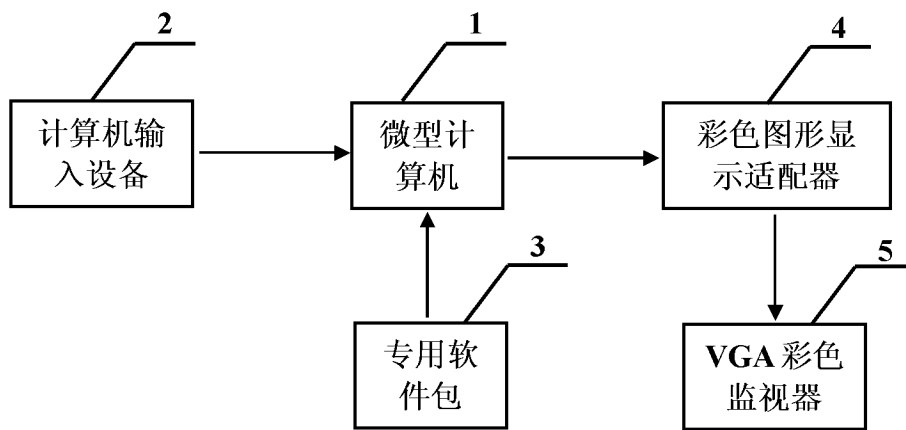 2
1
4
计算机输
入设备
微型计
算机
彩色图形显
示适配器
3
5
专用软
件包
VGA 彩色
监视器